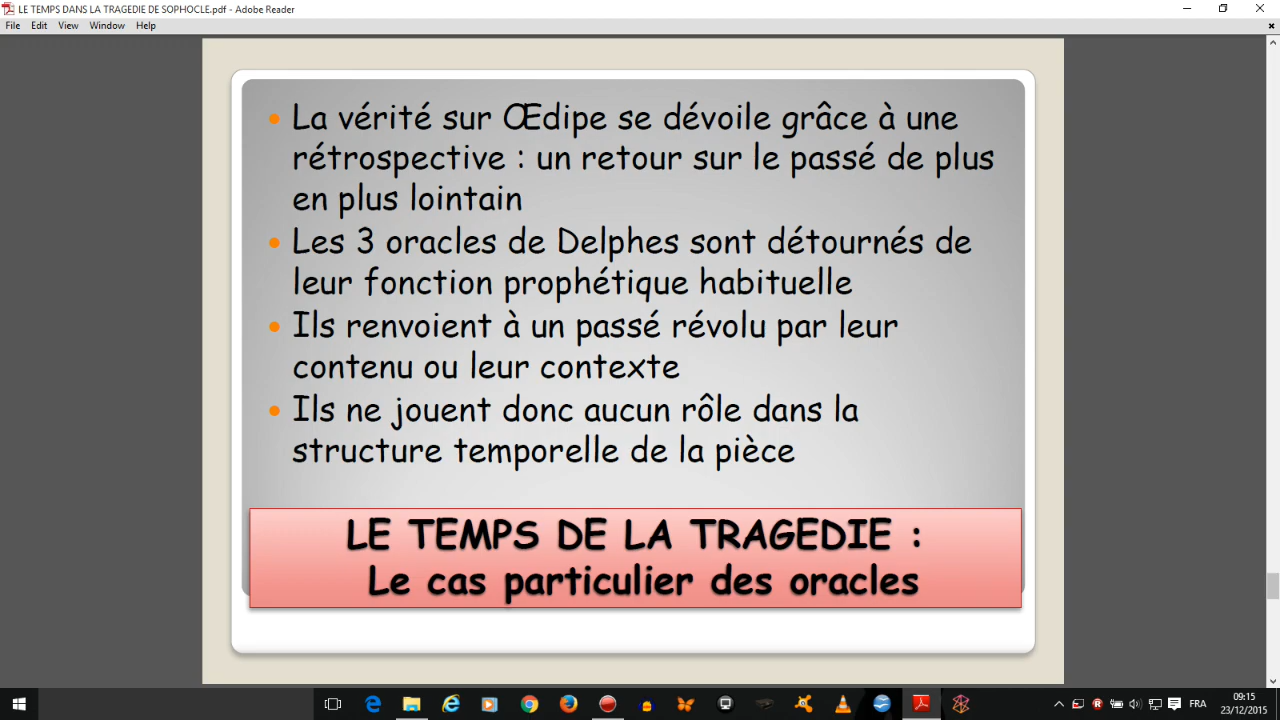 LE TEMPS DANS LA TRAGEDIE DE SOPHOCLE.pdf - Adobe Reader
File Edit View Window Help
La vérité sur Œdipe se dévoile grâce à une
rétrospective : un retour sur le passé de plus
en plus lointain
Les 3 oracles de Delphes sont détournés de
leur fonction prophétique habituelle
Ils renvoient à un passé révolu par leur
contenu ou leur contexte
Ils ne jouent donc aucun rôle dans la
structure temporelle de la pièce
LE TEMPS DE LA TRAGEDIE :
Le cas particulier des oracles
FRA
09:15
23/12/2015